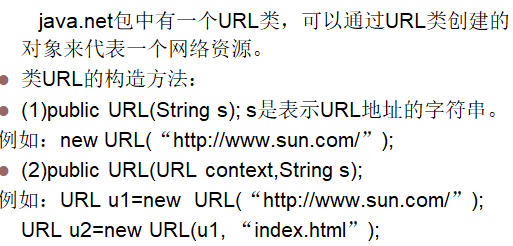 java.net包中有一个URL类，可以通过URL类创建的
对象来代表一个网络资源。
类URL的构造方法：
(1)public URL(String s); s是表示URL地址的字符串。
例如：new URL(“http://www.sun.com/”);
(2)public URL(URL context,String s);
例如：URL u1=new URL(“http://www.sun.com/”);
URL u2=new URL(u1, “index.html”);